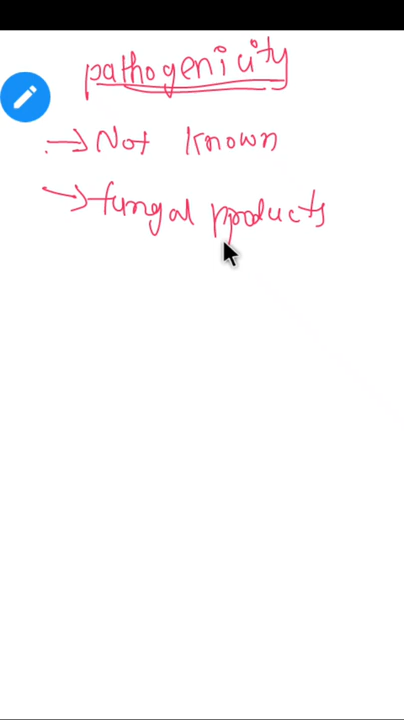 pathogenicity
→ Not known
→ fungal products